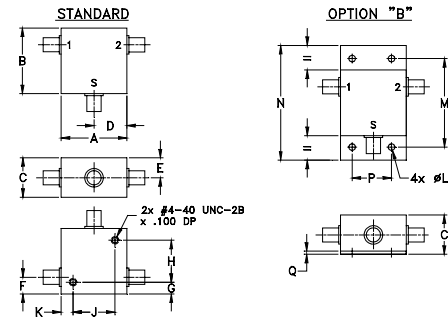 STANDARD
OPTION "B"
B
1
2
S
D
A
N
=
1
2
S
=
M
P
4x øL
C
E
2x #4-40 UNC-2B
x .100 DP
C
Q
H
F
G
K
J